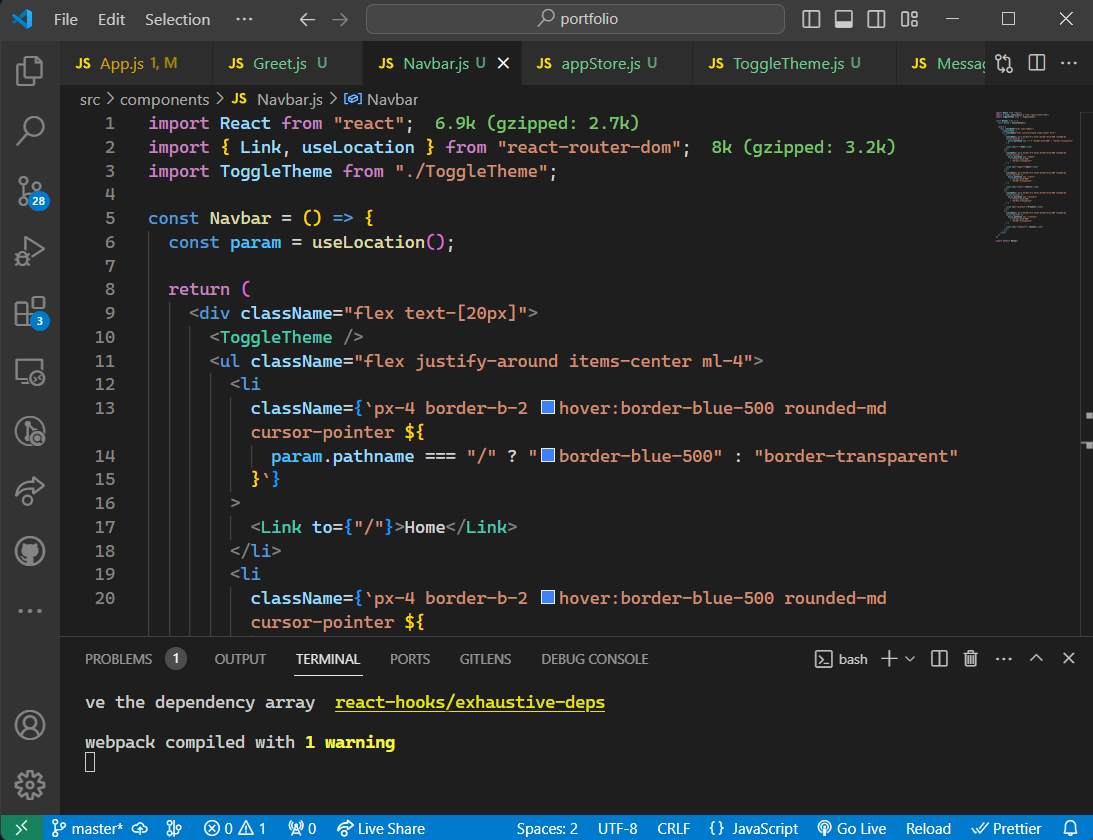 File Edit Selection ··· portfolio
JS App.js 1, M JS Greet.js U JS Navbar.js U JS appStore.js U JS ToggleTheme.js U JS Messa ···
src > components > JS Navbar.js > Navbar
1 import React from "react"; 6.9k (gzipped: 2.7k)
2 import { Link, useLocation } from "react-router-dom"; 8k (gzipped: 3.2k)
3 import ToggleTheme from "./ToggleTheme";
4
5 const Navbar = () => {
6 const param = useLocation();
7
8 return (
9 <div className="flex text-[20px]">
10 <ToggleTheme />
11 <ul className="flex justify-around items-center ml-4">
12 <li
13 className={`px-4 border-b-2 hover:border-blue-500 rounded-md
cursor-pointer ${
14 param.pathname === "/" ? "border-blue-500" : "border-transparent"
15 }`}
16 >
17 <Link to={"/"}>Home</Link>
18 </li>
19 <li
20 className={`px-4 border-b-2 hover:border-blue-500 rounded-md
cursor-pointer ${
28
3
PROBLEMS 1 OUTPUT TERMINAL PORTS GITLENS DEBUG CONSOLE bash
ve the dependency array react-hooks/exhaustive-deps
webpack compiled with 1 warning
master* 0 1 0 Live Share Spaces: 2 UTF-8 CRLF {} JavaScript Go Live Reload Prettier